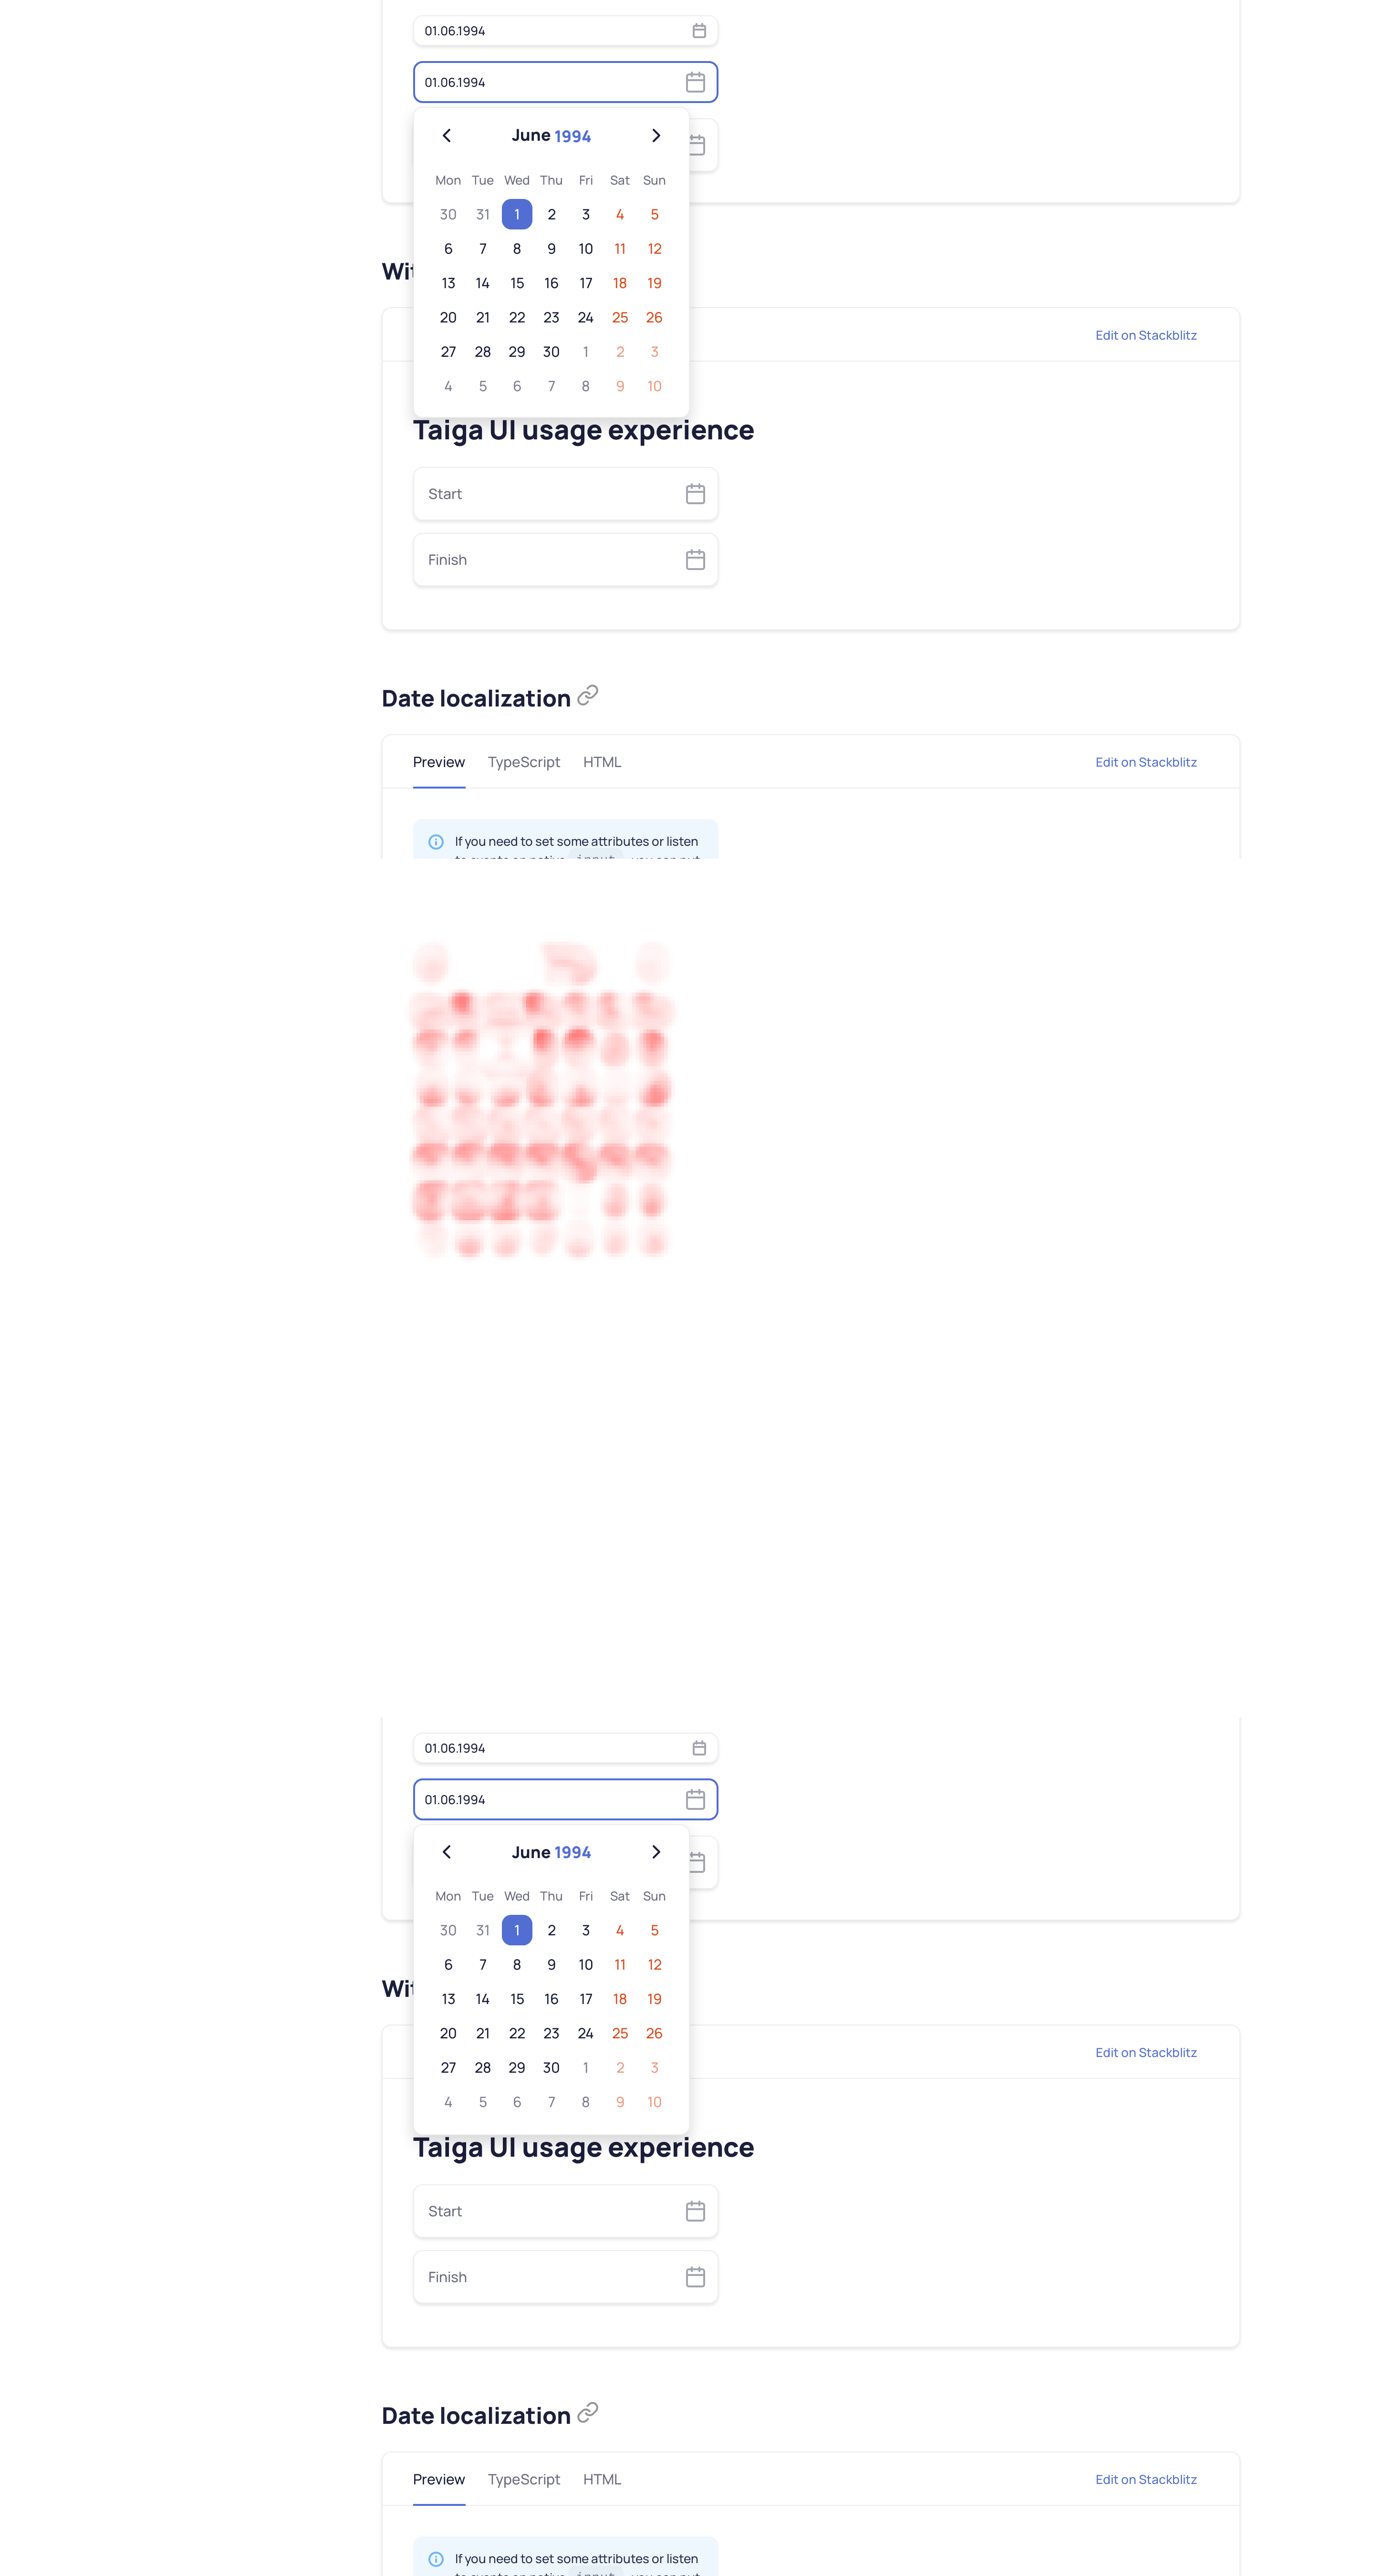 01.06.1994
01.06.1994
June 1994
Mon Tue Wed Thu Fri Sat Sun
30 31 1 2 3 4 5
6 7 8 9 10 11 12
13 14 15 16 17 18 19
20 21 22 23 24 25 26
27 28 29 30 1 2 3
4 5 6 7 8 9 10
Edit on Stackblitz
Taiga UI usage experience
Start
Finish
Date localization
Preview TypeScript HTML Edit on Stackblitz
If you need to set some attributes or listen
01.06.1994
01.06.1994
June 1994
Mon Tue Wed Thu Fri Sat Sun
30 31 1 2 3 4 5
6 7 8 9 10 11 12
13 14 15 16 17 18 19
20 21 22 23 24 25 26
27 28 29 30 1 2 3
4 5 6 7 8 9 10
Edit on Stackblitz
Taiga UI usage experience
Start
Finish
Date localization
Preview TypeScript HTML Edit on Stackblitz
If you need to set some attributes or listen